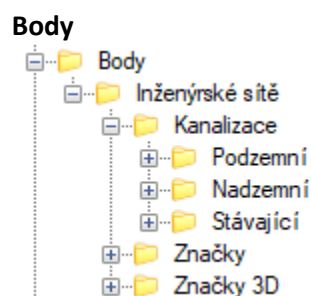 Body
Body
Inženýrské sítě
Kanalizace
Podzemní
Nadzemní
Stávající
Značky
Značky 3D